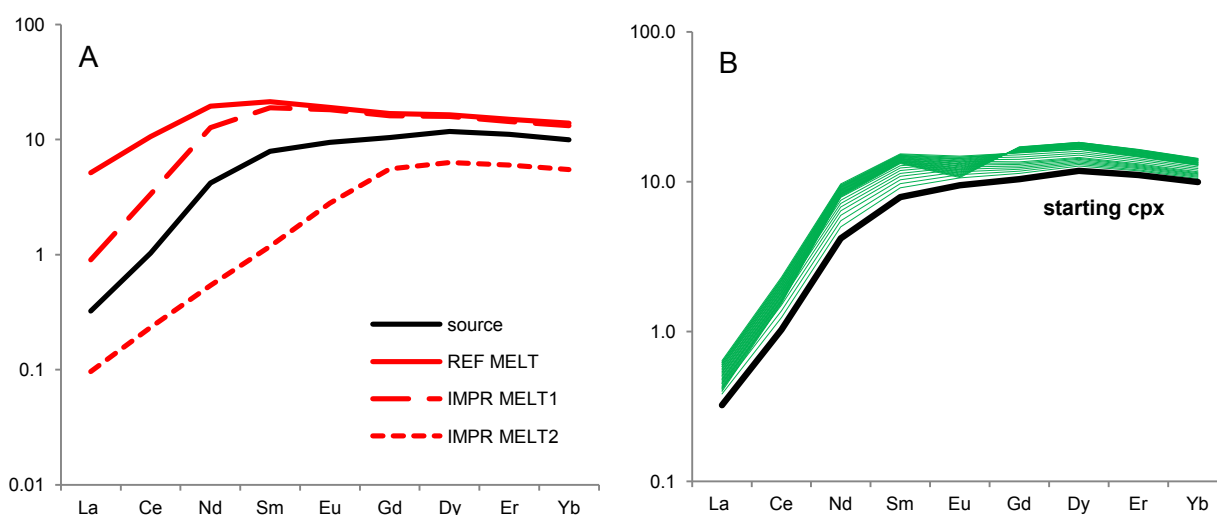 A
100
10
1
0.1
0.01
source
REF MELT
IMPR MELT1
IMPR MELT2
La Ce Nd Sm Eu Gd Dy Er Yb
B
100.0
10.0
1.0
0.1
starting cpx
La Ce Nd Sm Eu Gd Dy Er Yb